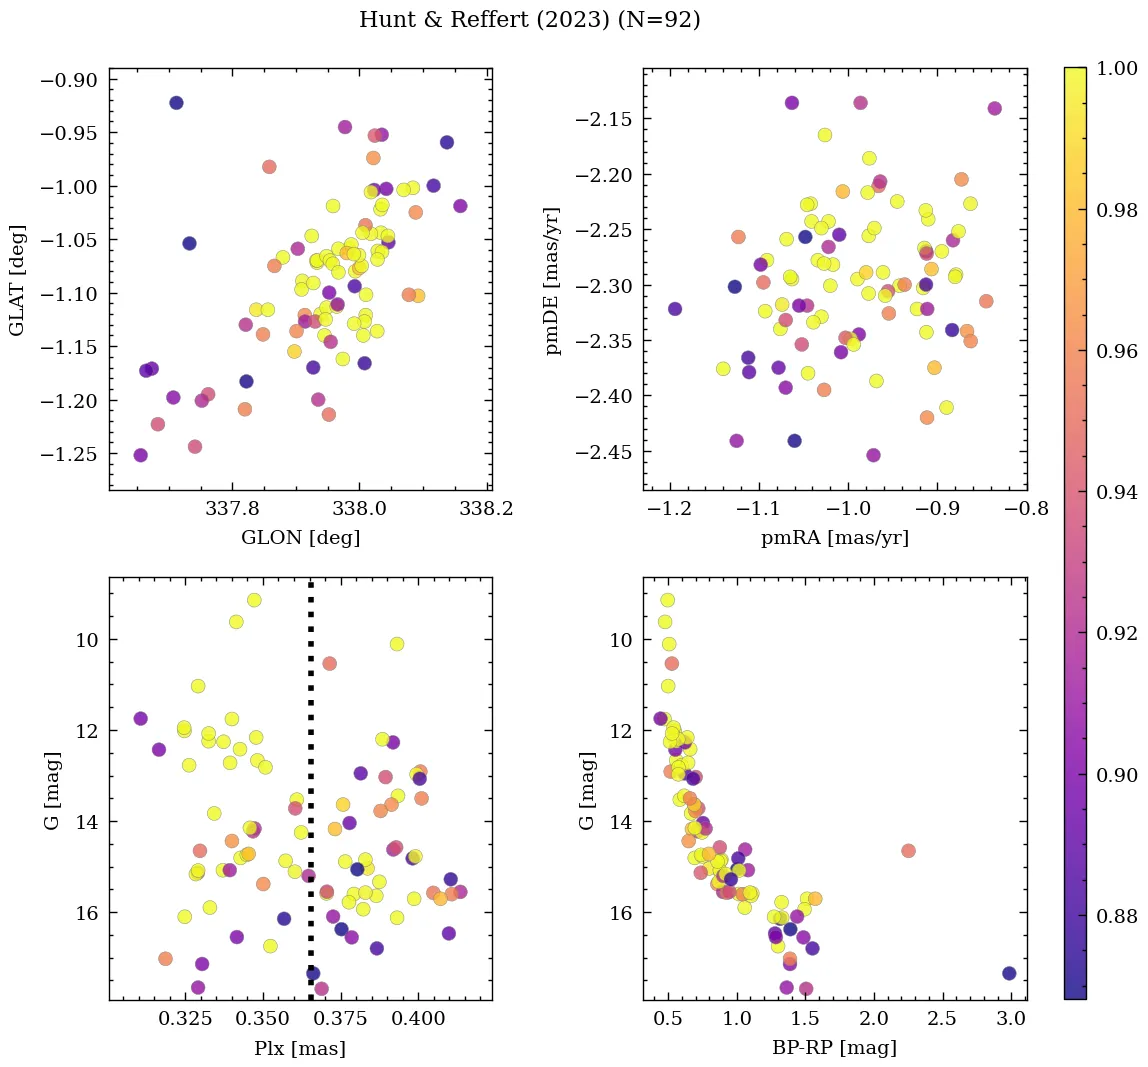 Hunt & Reffert (2023) (N=92)
−0.90
−0.95
−1.00
−1.05
−1.10
−1.15
−1.20
−1.25
GLAT [deg]
337.8 338.0 338.2
GLON [deg]
−2.15
−2.20
−2.25
−2.30
−2.35
−2.40
−2.45
pmDE [mas/yr]
−1.2 −1.1 −1.0 −0.9 −0.8
pmRA [mas/yr]
10
12
14
16
G [mag]
0.325 0.350 0.375 0.400
Plx [mas]
10
12
14
16
G [mag]
0.5 1.0 1.5 2.0 2.5 3.0
BP-RP [mag]
1.00
0.98
0.96
0.94
0.92
0.90
0.88